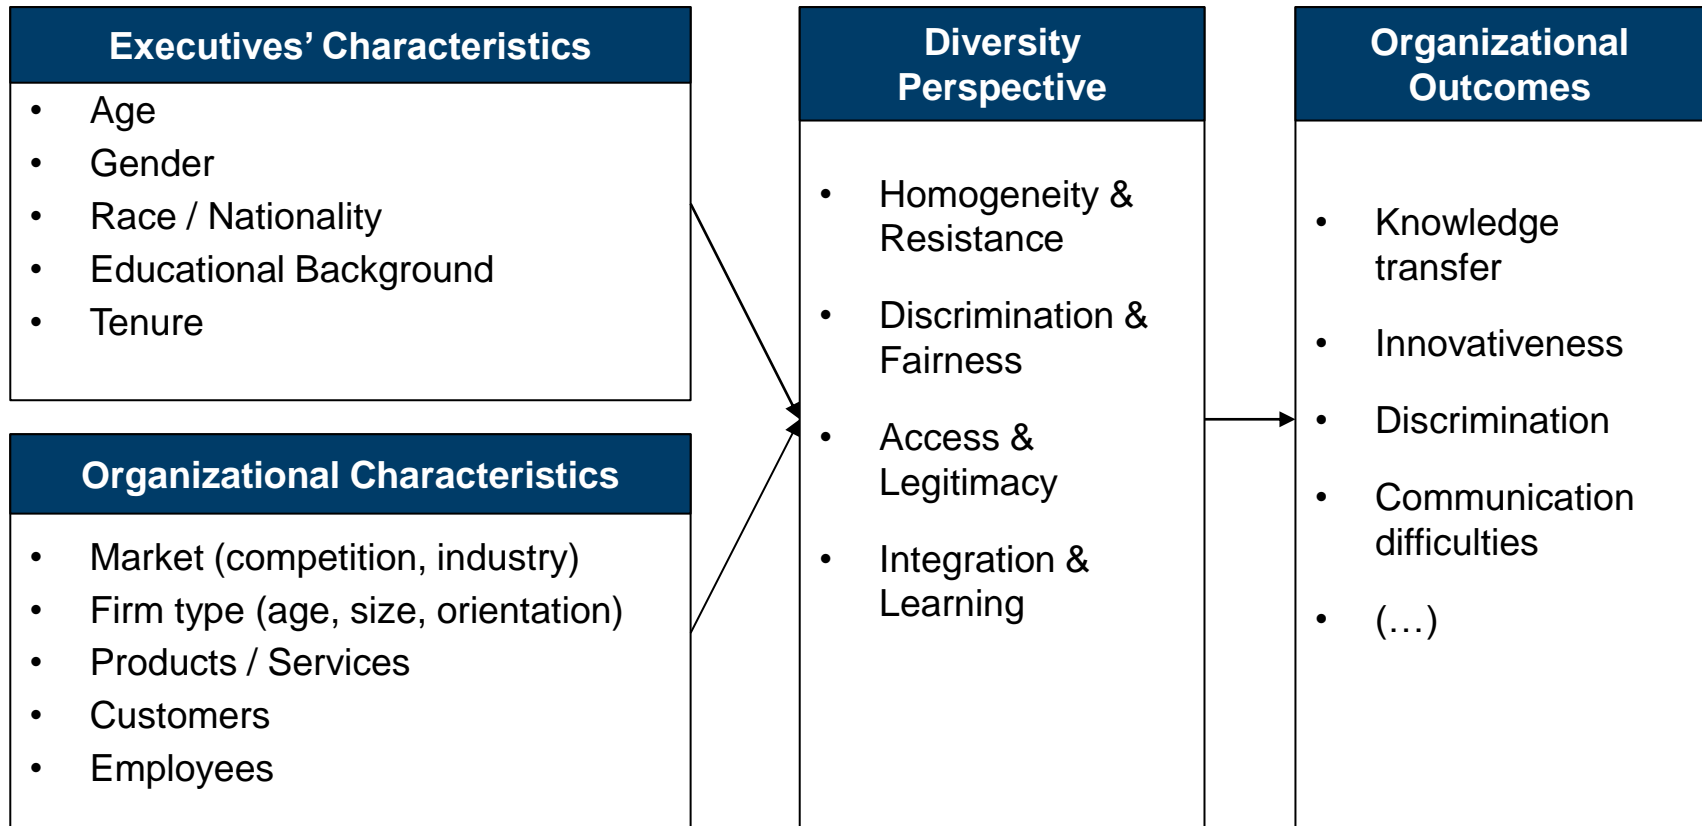 Executives’ Characteristics
• Age
• Gender
• Race / Nationality
• Educational Background
• Tenure
Organizational Characteristics
• Market (competition, industry)
• Firm type (age, size, orientation)
• Products / Services
• Customers
• Employees
Diversity
Perspective
• Homogeneity &
Resistance
• Discrimination &
Fairness
• Access &
Legitimacy
• Integration &
Learning
Organizational
Outcomes
• Knowledge
transfer
• Innovativeness
• Discrimination
• Communication
difficulties
• (…)